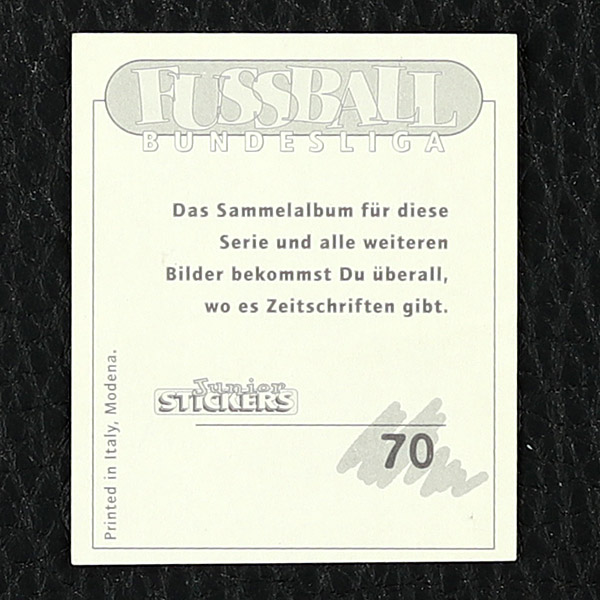 FUSSBALL
BUNDESLIGA
Das Sammelalbum für diese
Serie und alle weiteren
Bilder bekommst Du überall,
wo es Zeitschriften gibt.
Junior
STICKERS
70
Printed in Italy, Modena.